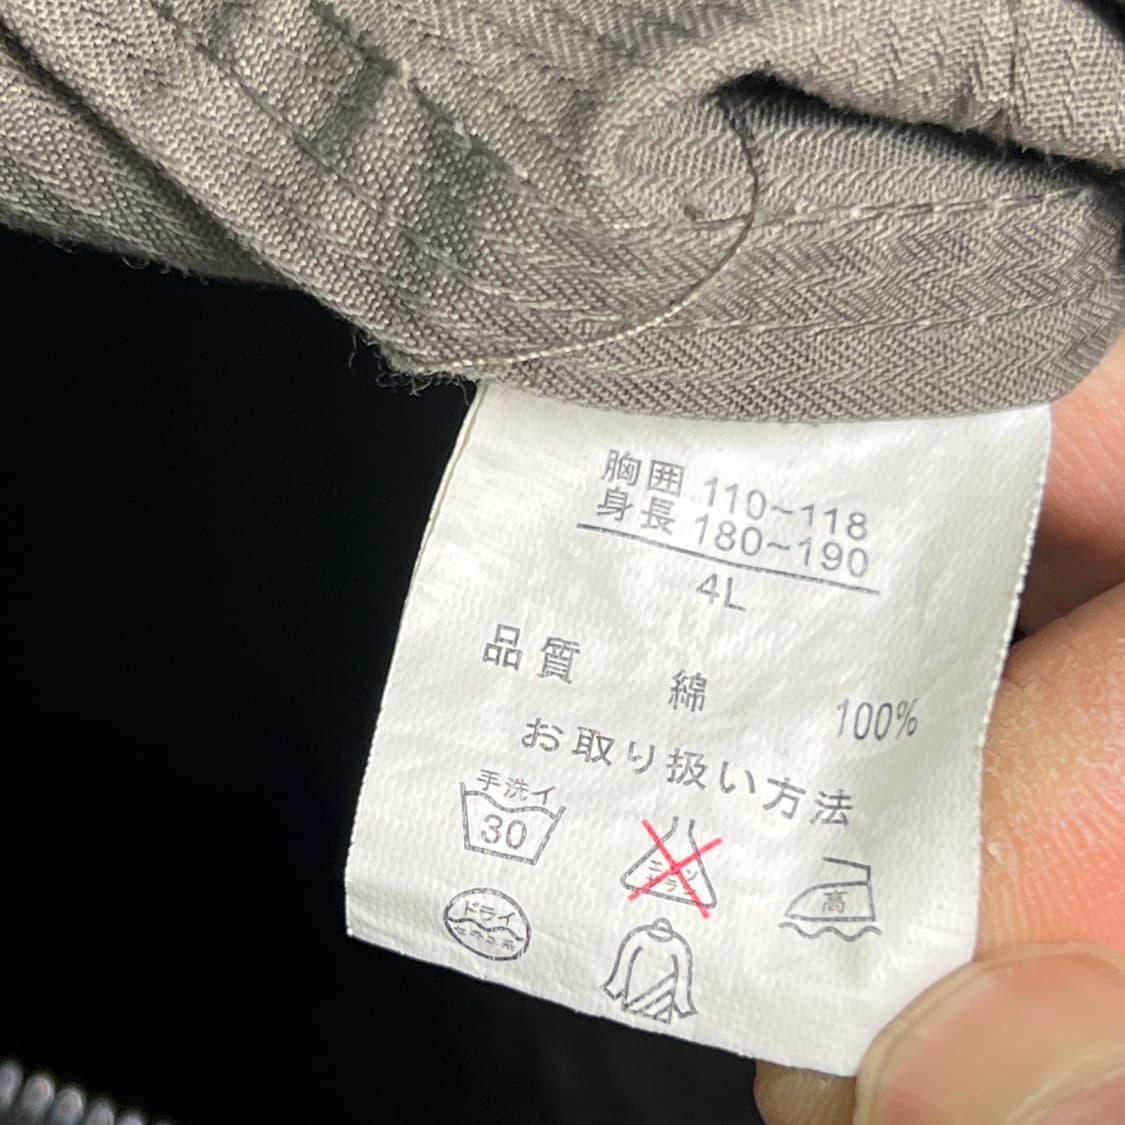 胸囲 110~118
身長 180~190
4L
品質 綿 100%
お取り扱い方法
手洗イ
30
高
ドライ